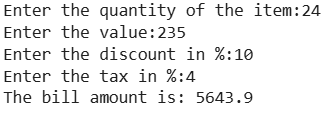 Enter the quantity of the item:24
Enter the value:235
Enter the discount in %:10
Enter the tax in %:4
The bill amount is: 5643.9